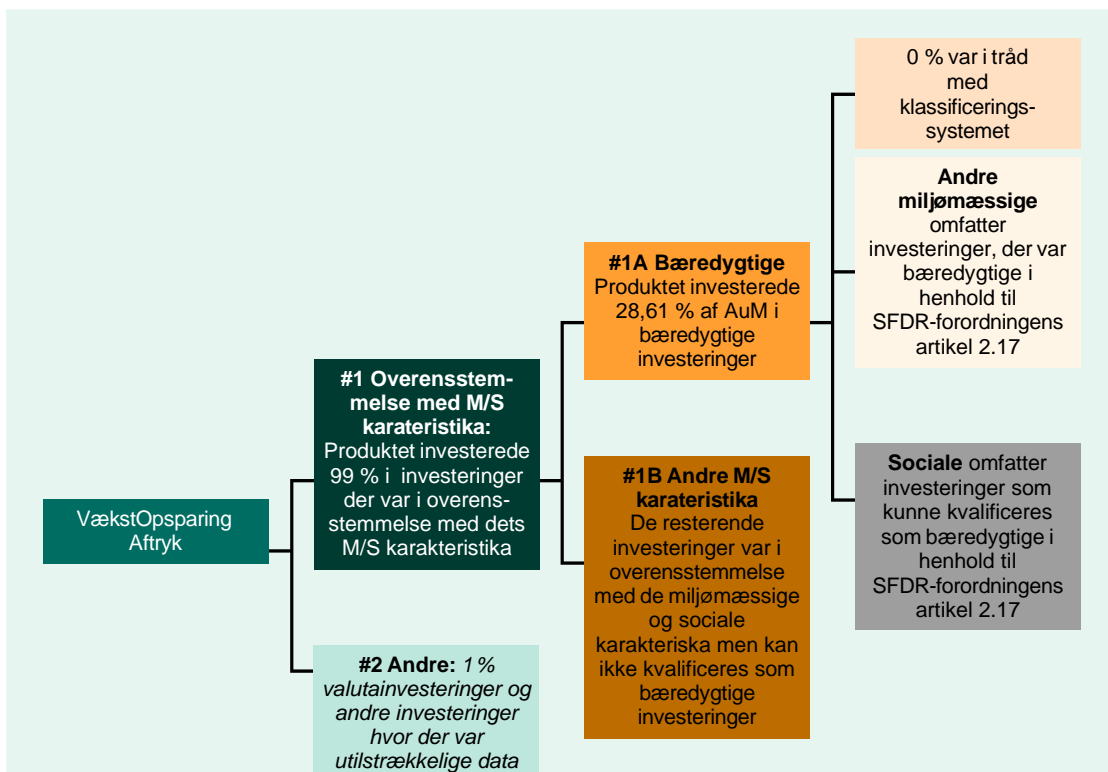 VækstOpsparing
Aftryk
#1 Overensstem-
melse med M/S
karateristika:
Produktet investerede
99 % i investeringer
der var i overens-
stemmelse med dets
M/S karakteristika
#2 Andre: 1 %
valutainvesteringer og
andre investeringer
hvor der var
utilstrækkelige data
#1A Bæredygtige
Produktet investerede
28,61 % af AuM i
bæredygtige
investeringer
#1B Andre M/S
karateristika
De resterende
investeringer var i
overensstemmelse
med de miljømæssige
og sociale
karakteriska men kan
ikke kvalificeres som
bæredygtige
investeringer
0 % var i tråd
med
klassificerings-
systemet
Andre
miljømæssige
omfatter
investeringer, der var
bæredygtige i
henhold til
SFDR-forordningens
artikel 2.17
Sociale omfatter
investeringer som
kunne kvalificeres
som bæredygtige i
henhold til
SFDR-forordningens
artikel 2.17